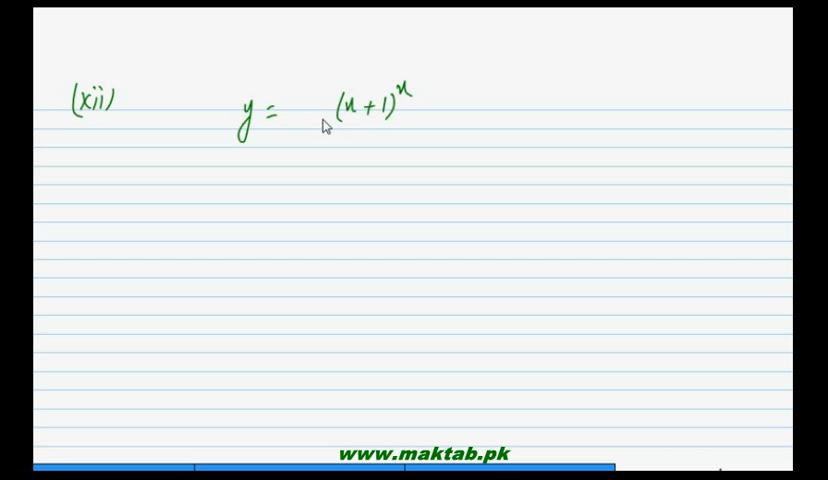 (xii) y = (x + 1)^x
www.maktab.pk